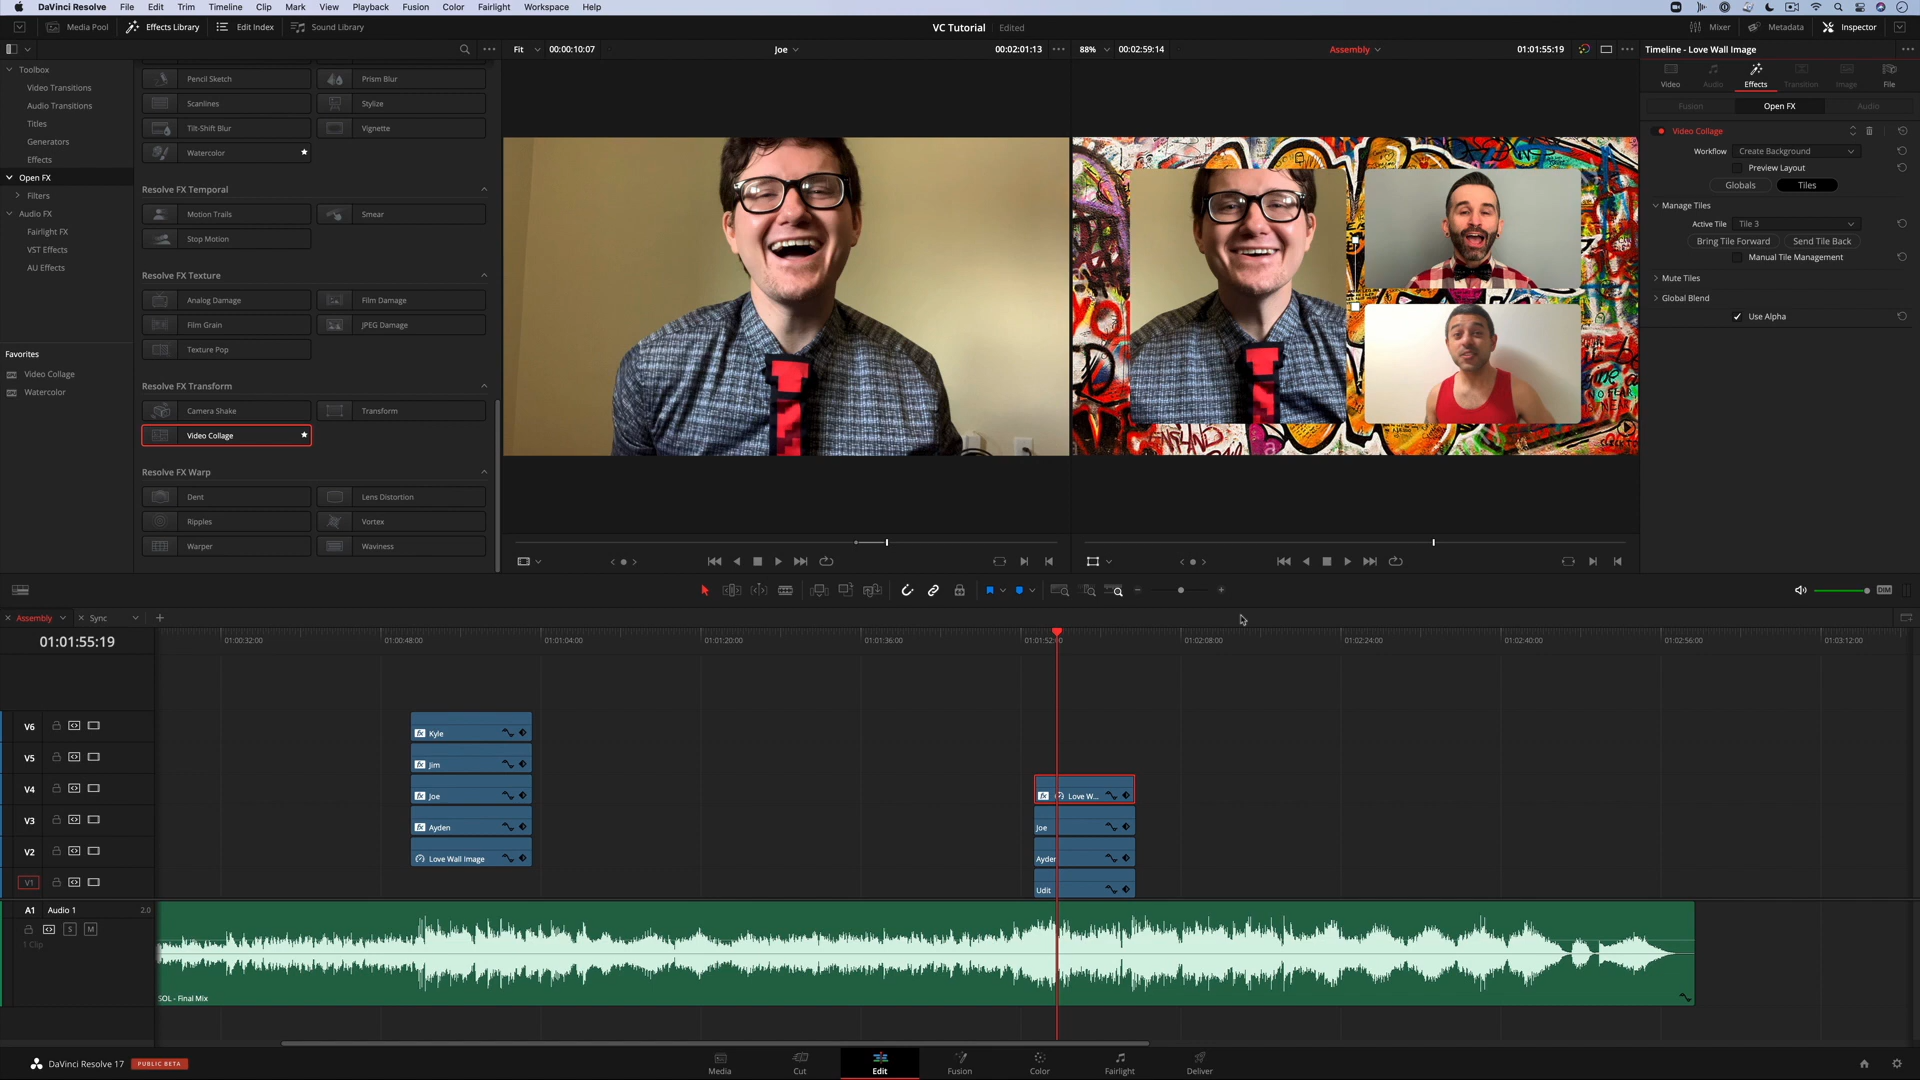 DaVinci Resolve File Edit Trim Timeline Clip Mark View Playback Fusion Color Fairlight Workspace Help
Media Pool Effects Library Edit Index Sound Library VC Tutorial Edited Mixer Metadata Inspector
Fit 00:00:10:07 Joe 00:02:01:13 88% 00:02:59:14 Assembly 01:01:55:19 Timeline - Love Wall Image
Toolbox
Video Transitions
Audio Transitions
Titles
Generators
Effects
Open FX
Filters
Audio FX
Fairlight FX
VST Effects
AU Effects
Favorites
Video Collage
Watercolor
Pencil Sketch Prism Blur
Scanlines Stylize
Tilt-Shift Blur Vignette
Watercolor
Resolve FX Temporal
Motion Trails Smear
Stop Motion
Resolve FX Texture
Analog Damage Film Damage
Film Grain JPEG Damage
Texture Pop
Resolve FX Transform
Camera Shake Transform
Video Collage
Resolve FX Warp
Dent Lens Distortion
Ripples Vortex
Warper Waviness
Video Audio Effects Transition Image File
Fusion Open FX Audio
Video Collage
Workflow Create Background
Preview Layout
Globals Tiles
Manage Tiles
Active Tile Tile 3
Bring Tile Forward Send Tile Back
Manual Tile Management
Mute Tiles
Global Blend
Use Alpha
DIM
Assembly Sync
01:01:55:19 01:00:32:00 01:00:48:00 01:01:04:00 01:01:20:00 01:01:36:00 01:01:52:00 01:02:08:00 01:02:24:00 01:02:40:00 01:02:56:00 01:03:12:00
V6 Kyle
V5 Jim
V4 Joe Love W...
V3 Ayden Joe
V2 Love Wall Image Ayden
V1 Udit
A1 Audio 1 2.0
S M
1 Clip
SOL - Final Mix
DaVinci Resolve 17 PUBLIC BETA Media Cut Edit Fusion Color Fairlight Deliver